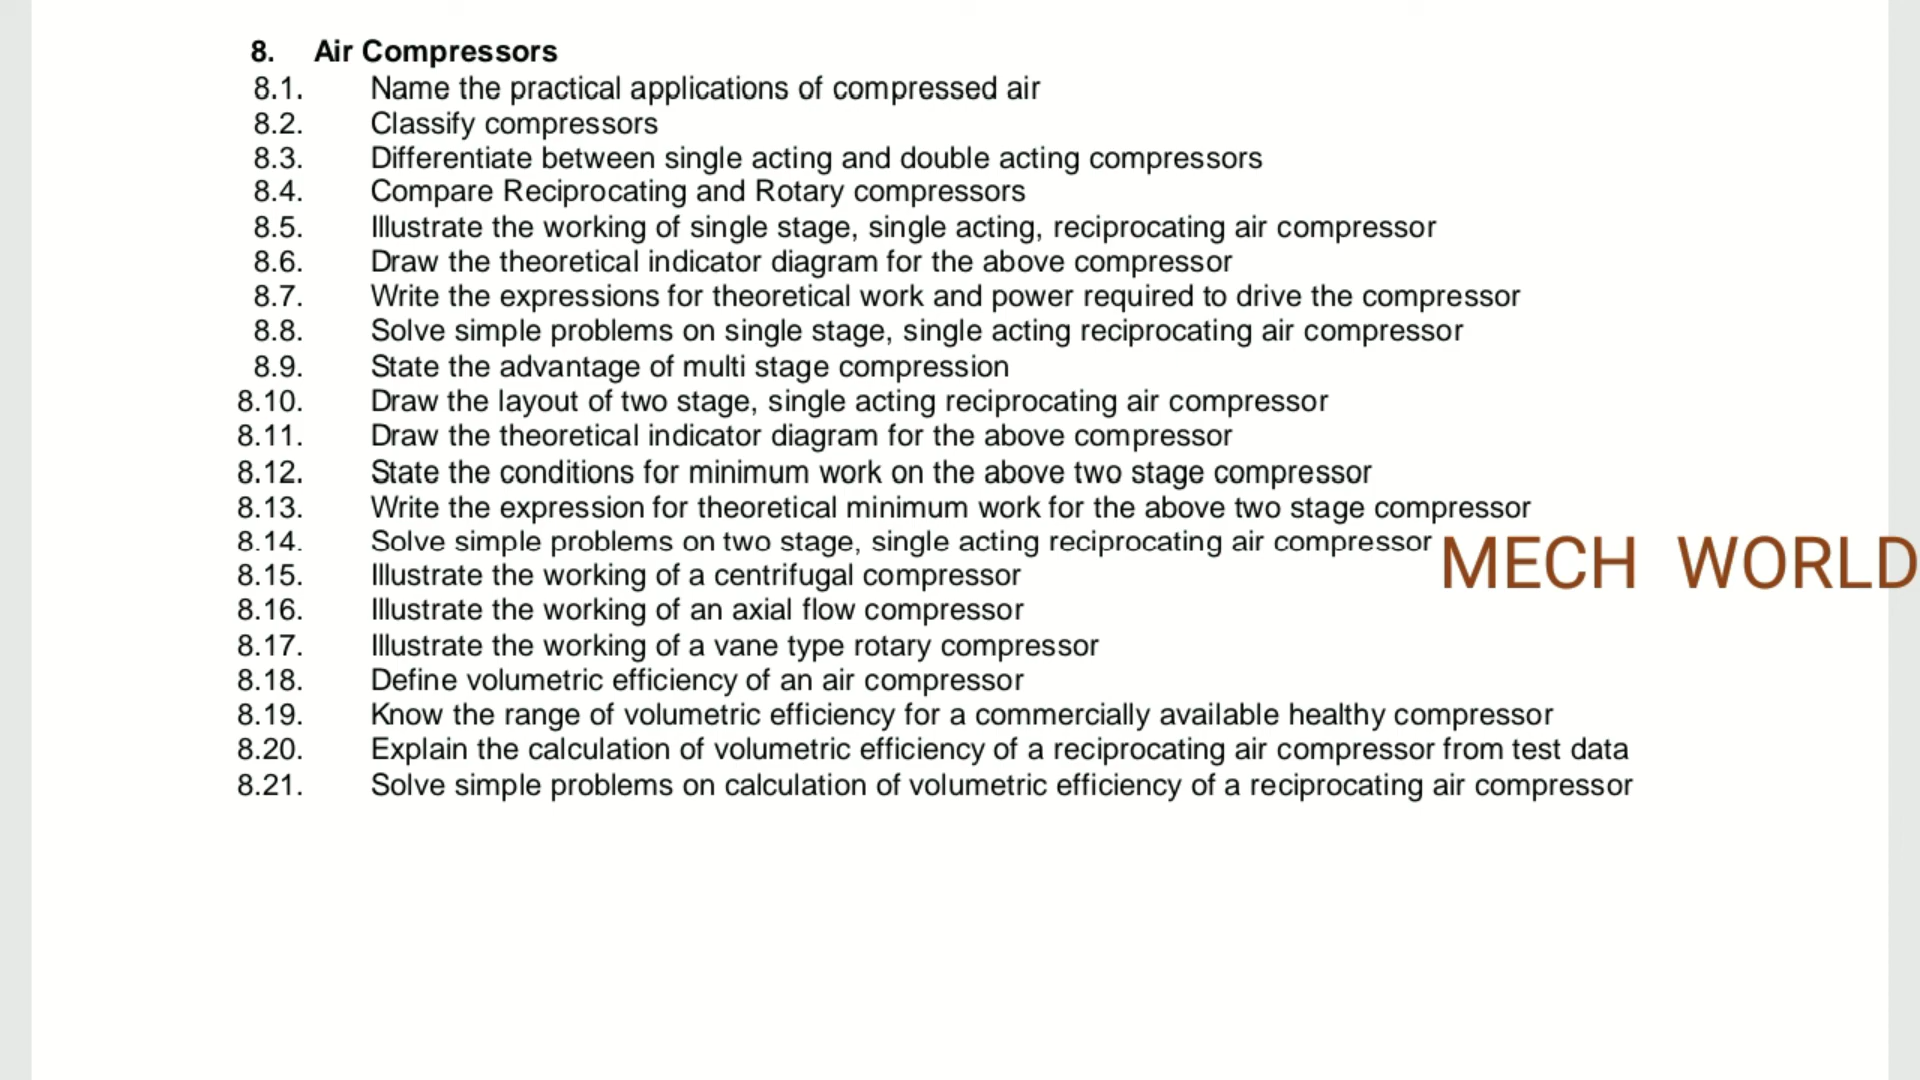 8. Air Compressors
8.1. Name the practical applications of compressed air
8.2. Classify compressors
8.3. Differentiate between single acting and double acting compressors
8.4. Compare Reciprocating and Rotary compressors
8.5. Illustrate the working of single stage, single acting, reciprocating air compressor
8.6. Draw the theoretical indicator diagram for the above compressor
8.7. Write the expressions for theoretical work and power required to drive the compressor
8.8. Solve simple problems on single stage, single acting reciprocating air compressor
8.9. State the advantage of multi stage compression
8.10. Draw the layout of two stage, single acting reciprocating air compressor
8.11. Draw the theoretical indicator diagram for the above compressor
8.12. State the conditions for minimum work on the above two stage compressor
8.13. Write the expression for theoretical minimum work for the above two stage compressor
8.14. Solve simple problems on two stage, single acting reciprocating air compressor
MECH WORLD
8.15. Illustrate the working of a centrifugal compressor
8.16. Illustrate the working of an axial flow compressor
8.17. Illustrate the working of a vane type rotary compressor
8.18. Define volumetric efficiency of an air compressor
8.19. Know the range of volumetric efficiency for a commercially available healthy compressor
8.20. Explain the calculation of volumetric efficiency of a reciprocating air compressor from test data
8.21. Solve simple problems on calculation of volumetric efficiency of a reciprocating air compressor